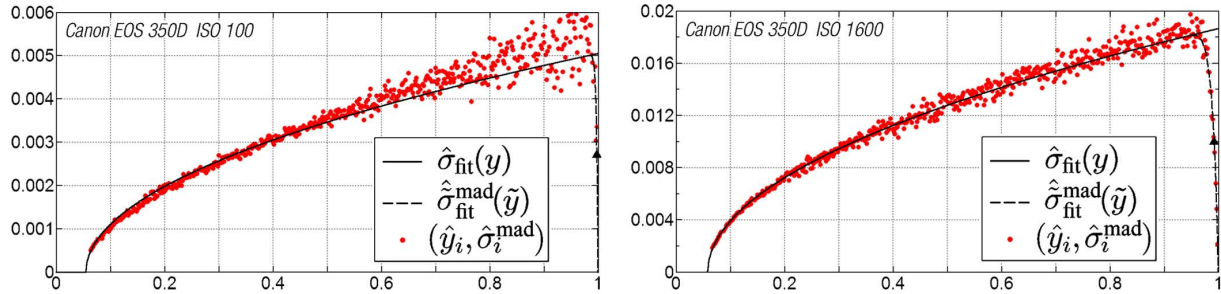 Canon EOS 350D ISO 100
0.006
0.005
0.004
0.003
0.002
0.001
0
0 0.2 0.4 0.6 0.8 1
σ̂fit(y)
σ̃̂ᵐᵃᵈfit(ỹ)
(ŷᵢ, σ̂ᵢᵐᵃᵈ)
Canon EOS 350D ISO 1600
0.02
0.016
0.012
0.008
0.004
0
0 0.2 0.4 0.6 0.8 1
σ̂fit(y)
σ̃̂ᵐᵃᵈfit(ỹ)
(ŷᵢ, σ̂ᵢᵐᵃᵈ)